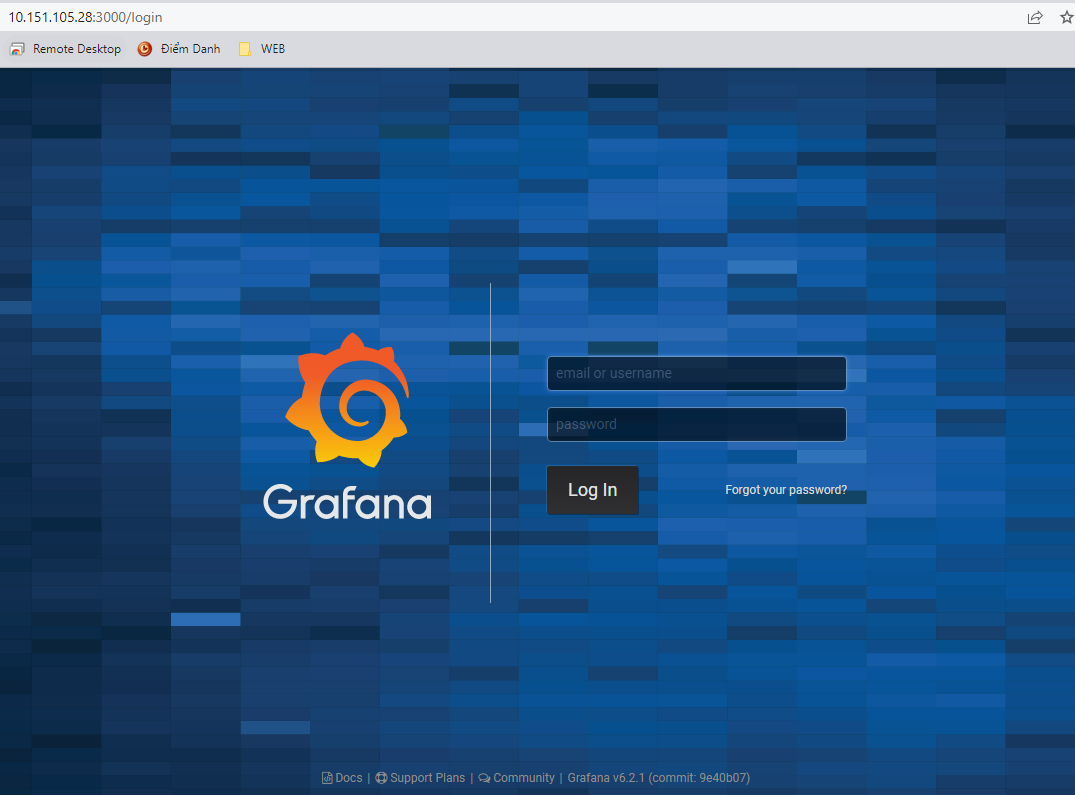 10.151.105.28:3000/login
Remote Desktop Điểm Danh WEB
email or username
password
Grafana
Log In Forgot your password?
Docs | Support Plans | Community | Grafana v6.2.1 (commit: 9e40b07)